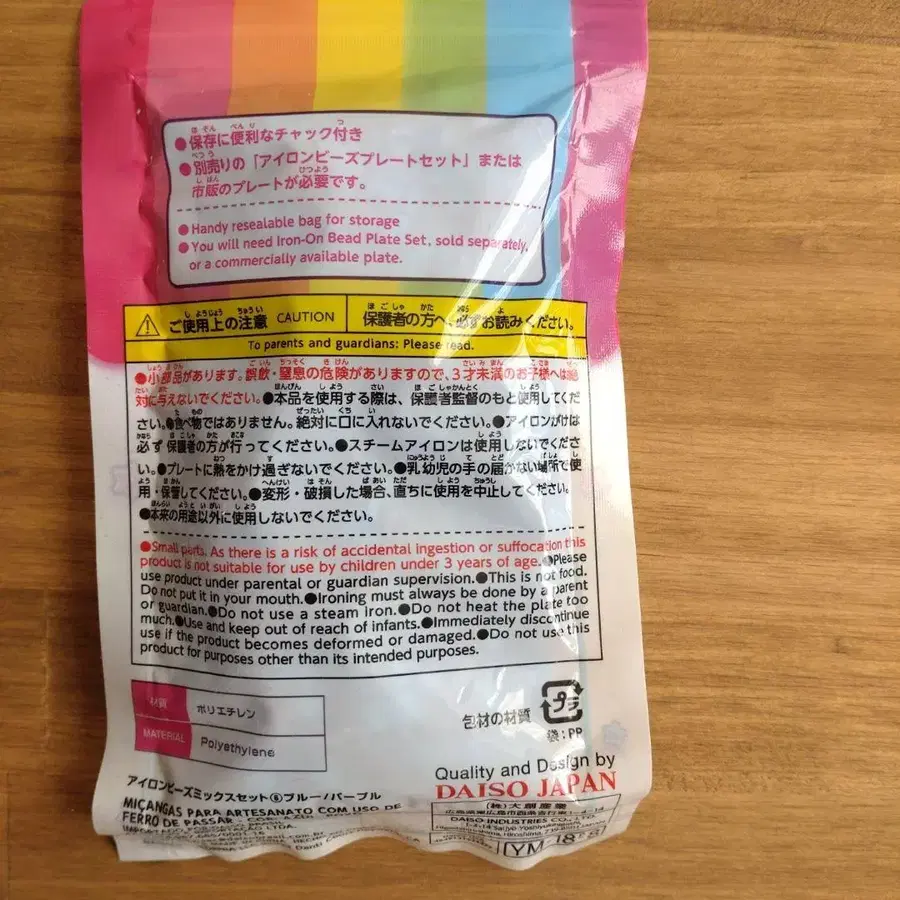 ●保存に便利なチャック付き
●別売りの「アイロンビーズプレートセット」または
市販のプレートが必要です。
●Handy resealable bag for storage
●You will need Iron-On Bead Plate Set, sold separately,
or a commercially available plate.
⚠ ご使用上の注意 CAUTION 保護者の方へ、必ずお読みください。
To parents and guardians: Please read.
●小部品があります。誤飲・窒息の危険がありますので、3才未満のお子様へは絶
対に与えないでください。●本品を使用する際は、保護者監督のもと使用してくだ
さい。●食べ物ではありません。絶対に口に入れないでください。●アイロンがけは
必ず保護者の方が行ってください。●スチームアイロンは使用しないでくださ
い。●プレートに熱をかけ過ぎないでください。●乳幼児の手の届かない場所で使
用・保管してください。●変形・破損した場合、直ちに使用を中止してください。
●本来の用途以外に使用しないでください。
●Small parts. As there is a risk of accidental ingestion or suffocation this
product is not suitable for use by children under 3 years of age.●Please
use product under parental or guardian supervision.●This is not food.
Do not put it in your mouth.●Ironing must always be done by a parent
or guardian.●Do not use a steam iron.●Do not heat the plate too
much.●Use and keep out of reach of infants.●Immediately discontinue
use if the product becomes deformed or damaged.●Do not use this
product for purposes other than its intended purposes.
材質 ポリエチレン
MATERIAL Polyethylene
包材の材質 プラ
袋:PP
Quality and Design by
DAISO JAPAN
アイロンビーズミックスセット⑥ブルー/パープル
MIÇANGAS PARA ARTESANATO COM USO DE
FERRO DE PASSAR
(株)大創産業
DAISO INDUSTRIES CO., LTD.
YM-18-8